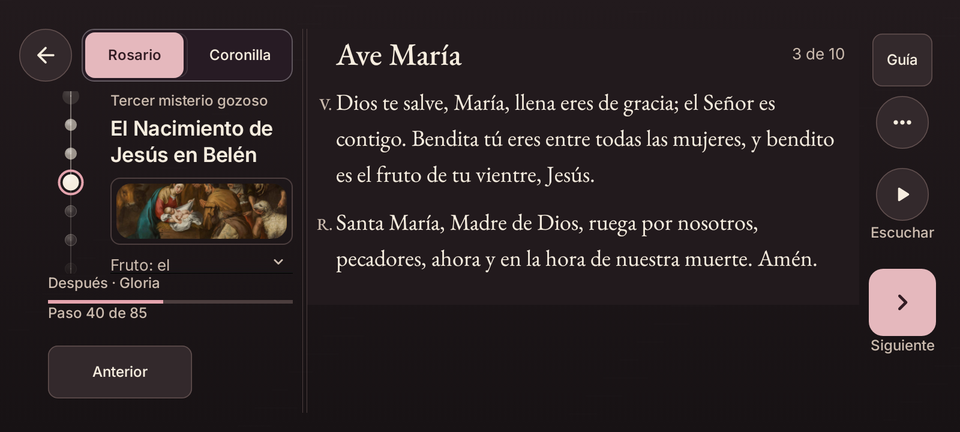 Rosario
Coronilla
Tercer misterio gozoso
El Nacimiento de
Jesús en Belén
Fruto: el
Después · Gloria
Paso 40 de 85
Anterior
Ave María
3 de 10
V. Dios te salve, María, llena eres de gracia; el Señor es
contigo. Bendita tú eres entre todas las mujeres, y bendito
es el fruto de tu vientre, Jesús.
R. Santa María, Madre de Dios, ruega por nosotros,
pecadores, ahora y en la hora de nuestra muerte. Amén.
Guía
Escuchar
Siguiente